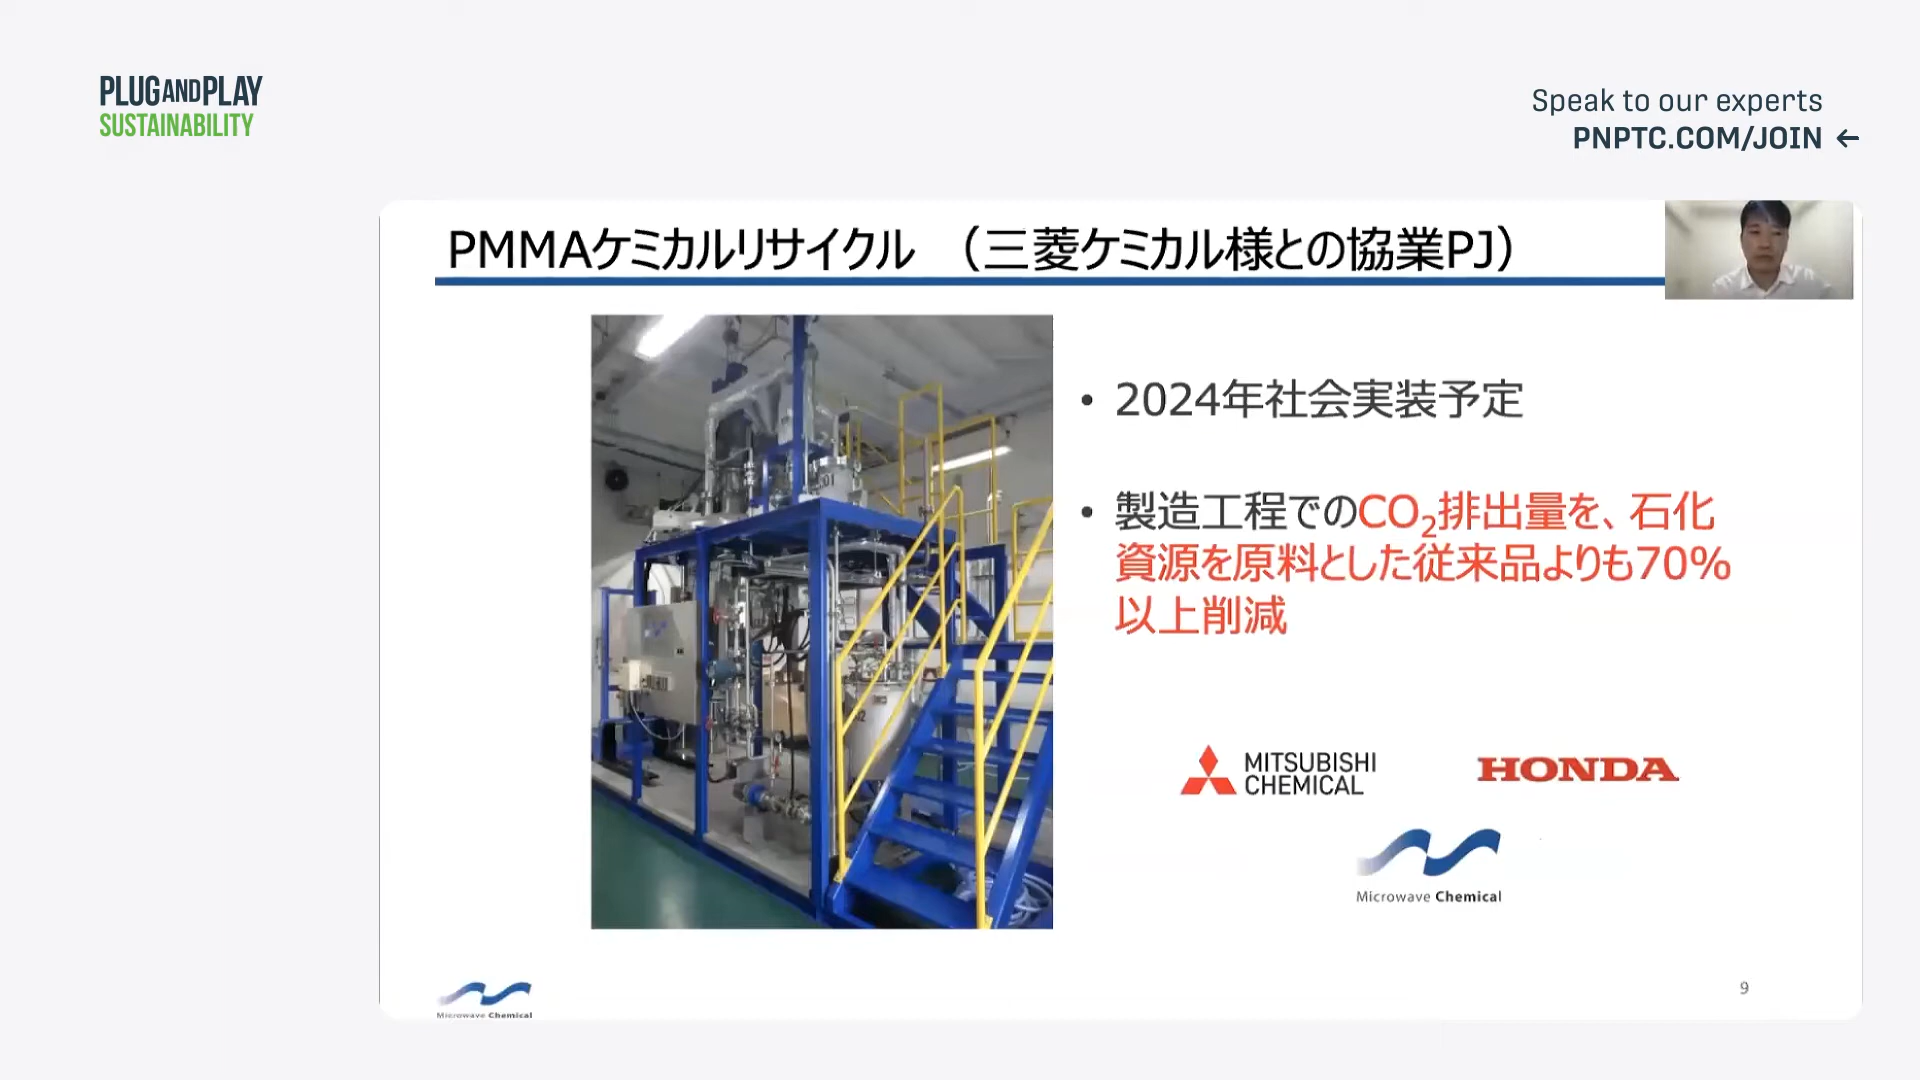 PLUGANDPLAY
SUSTAINABILITY
Speak to our experts
PNPTC.COM/JOIN ←
PMMAケミカルリサイクル （三菱ケミカル様との協業PJ）
• 2024年社会実装予定
• 製造工程でのCO₂排出量を、石化
資源を原料とした従来品よりも70%
以上削減
MITSUBISHI
CHEMICAL
HONDA
Microwave Chemical
Microwave Chemical
9